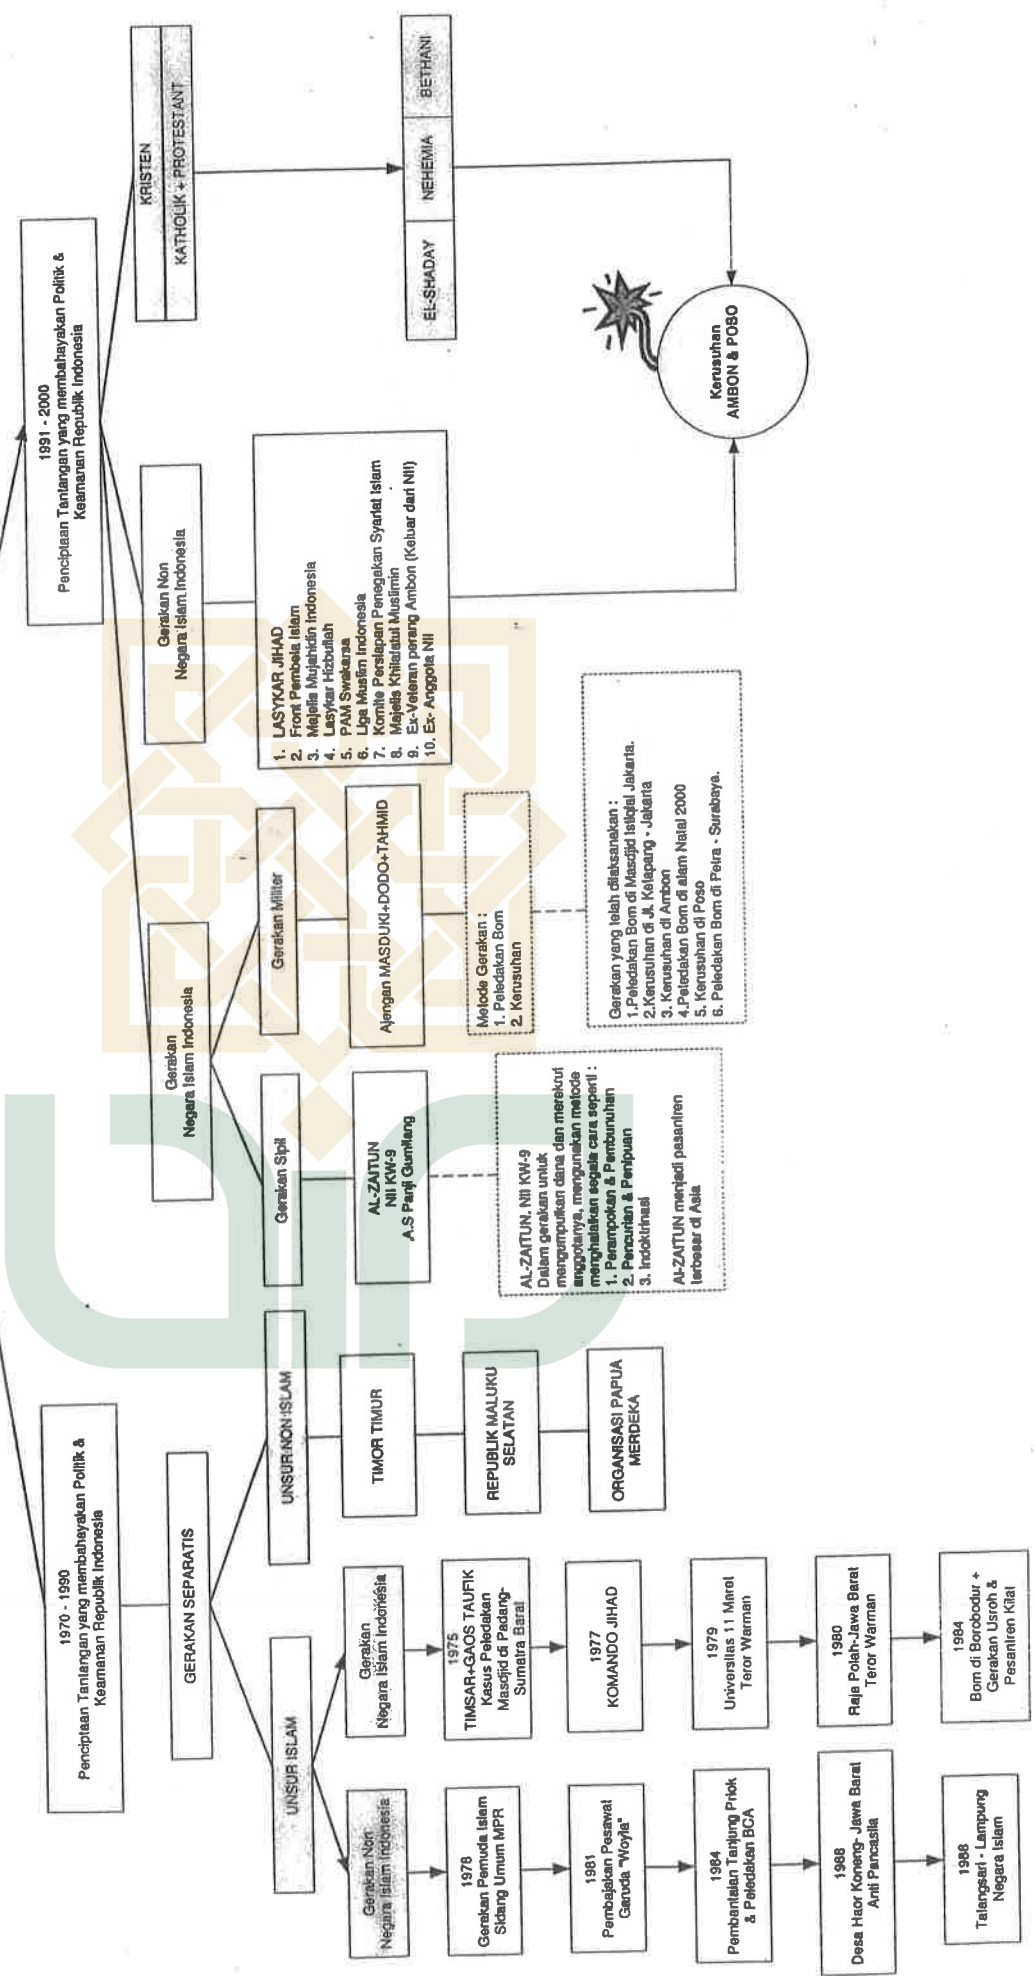 1970 - 1990
Penciptaan Tantangan yang membahayakan Politik &
Keamanan Republik Indonesia
GERAKAN SEPARATIS
UNSUR ISLAM
Gerakan Non
Negara Islam Indonesia
1978
Gerakan Pemuda Islam
Sidang Umum MPR
1981
Pembajakan Pesawat
Garuda "Woyla"
1984
Pembantaian Tanjung Priok
& Peledakan BCA
1988
Desa Haor Koneng- Jawa Barat
Anti Pancasila
1988
Talangsari - Lampung
Negara Islam
Gerakan
Negara Islam Indonesia
1975
TIMSAR+GAOS TAUFIK
Kasus Peledakan
Masdjid di Padang-
Sumatra Barat
1977
KOMANDO JIHAD
1979
Universitas 11 Maret
Teror Warman
1980
Raja Polah-Jawa Barat
Teror Warman
1984
Bom di Borobodur +
Gerakan Usroh &
Pesantren Kilat
UNSUR NON ISLAM
TIMOR TIMUR
REPUBLIK MALUKU
SELATAN
ORGANISASI PAPUA
MERDEKA
1991 - 2000
Penciptaan Tantangan yang membahayakan Politik &
Keamanan Republik Indonesia
Gerakan
Negara Islam Indonesia
Gerakan Sipil
AL-ZAITUN
NII KW-9
A.S Panji Gumilang
AL-ZAITUN. NII KW-9
Dalam gerakan untuk
mengumpulkan dana dan merekrut
anggotanya, mengunakan metode
menghalalkan segala cara seperti :
1. Perampokan & Pembunuhan
2. Pencurian & Penipuan
3. Indoktrinasi
Al-ZAITUN menjadi pasantren
terbesar di Asia
Gerakan Militer
Ajengan MASDUKI+DODO+TAHMID
Metode Gerakan :
1. Peledakan Bom
2. Kerusuhan
Gerakan yang telah dilaksanakan :
1.Peledakan Bom di Masdjid Istiqlal Jakarta.
2.Kerusuhan di Jl. Ketapang - Jakarta
3. Kerusuhan di Ambon
4.Peledakan Bom di alam Natal 2000
5. Kerusuhan di Poso
6. Peledakan Bom di Petra - Surabaya.
Gerakan Non
Negara Islam Indonesia
1. LASYKAR JIHAD
2. Front Pembela Islam
3. Majelis Mujahidin Indonesia
4. Lasykar Hizbullah
5. PAM Swakarsa
6. Liga Muslim Indonesia
7. Komite Persiapan Penegakan Syariat Islam
8. Majelis Khilafatul Muslimin
9. Ex-Veteran perang Ambon (Keluar dari NII)
10. Ex- Anggota NII
KRISTEN
KATHOLIK + PROTESTANT
EL-SHADAY
NEHEMIA
BETHANI
Kerusuhan
AMBON & POSO